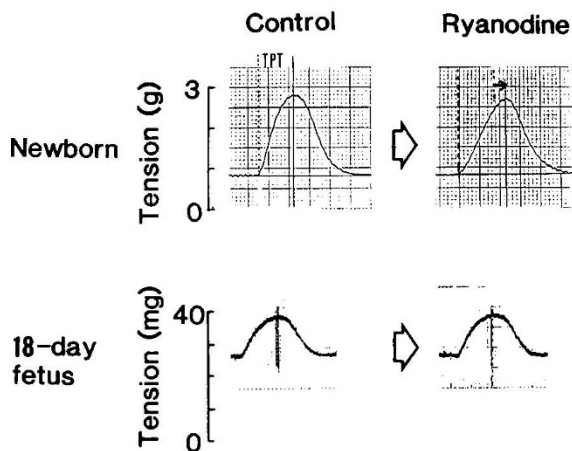 Control Ryanodine
TPT
Newborn
Tension (g)
3
0
18-day
fetus
Tension (mg)
40
0